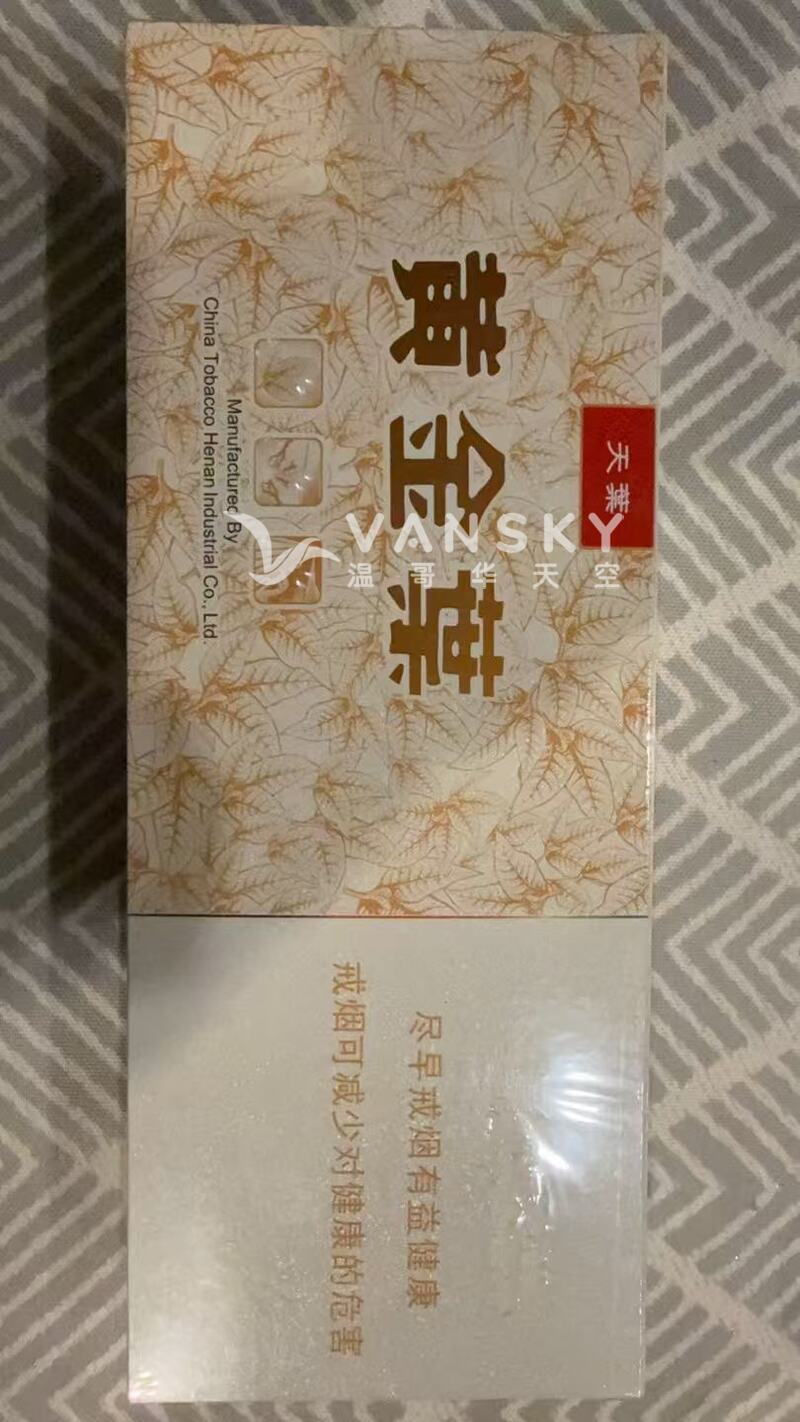 天葉
黄金葉
Manufactured By
China Tobacco Henan Industrial Co., Ltd.
尽早戒烟有益健康
戒烟可减少对健康的危害
VANSKY
温哥华天空